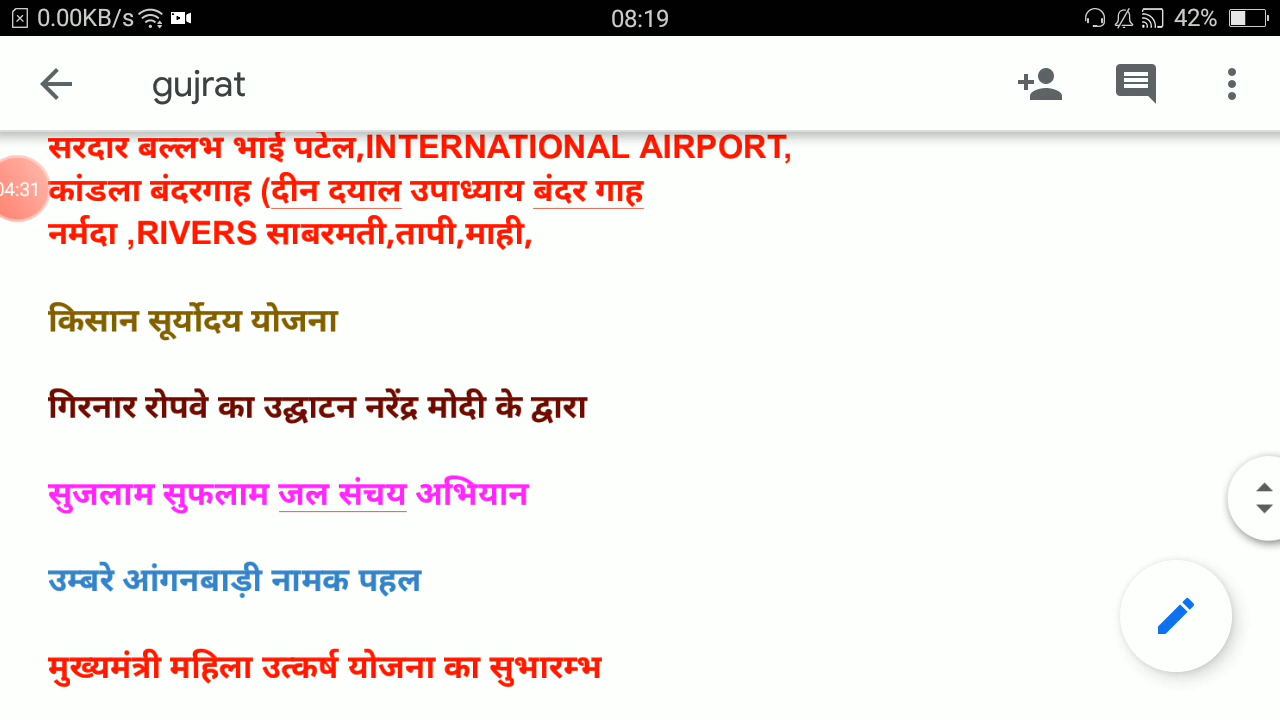 0.00KB/s 08:19 42%
gujrat
सरदार बल्लभ भाई पटेल,INTERNATIONAL AIRPORT,
04:31
कांडला बंदरगाह (दीन दयाल उपाध्याय बंदर गाह
नर्मदा ,RIVERS साबरमती,तापी,माही,
किसान सूर्योदय योजना
गिरनार रोपवे का उद्घाटन नरेंद्र मोदी के द्वारा
सुजलाम सुफलाम जल संचय अभियान
उम्बरे आंगनबाड़ी नामक पहल
मुख्यमंत्री महिला उत्कर्ष योजना का सुभारम्भ